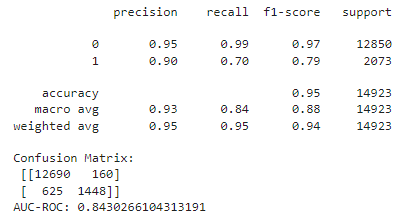 precision recall f1-score support
0 0.95 0.99 0.97 12850
1 0.90 0.70 0.79 2073
accuracy 0.95 14923
macro avg 0.93 0.84 0.88 14923
weighted avg 0.95 0.95 0.94 14923
Confusion Matrix:
[[12690 160]
[ 625 1448]]
AUC-ROC: 0.8430266104313191